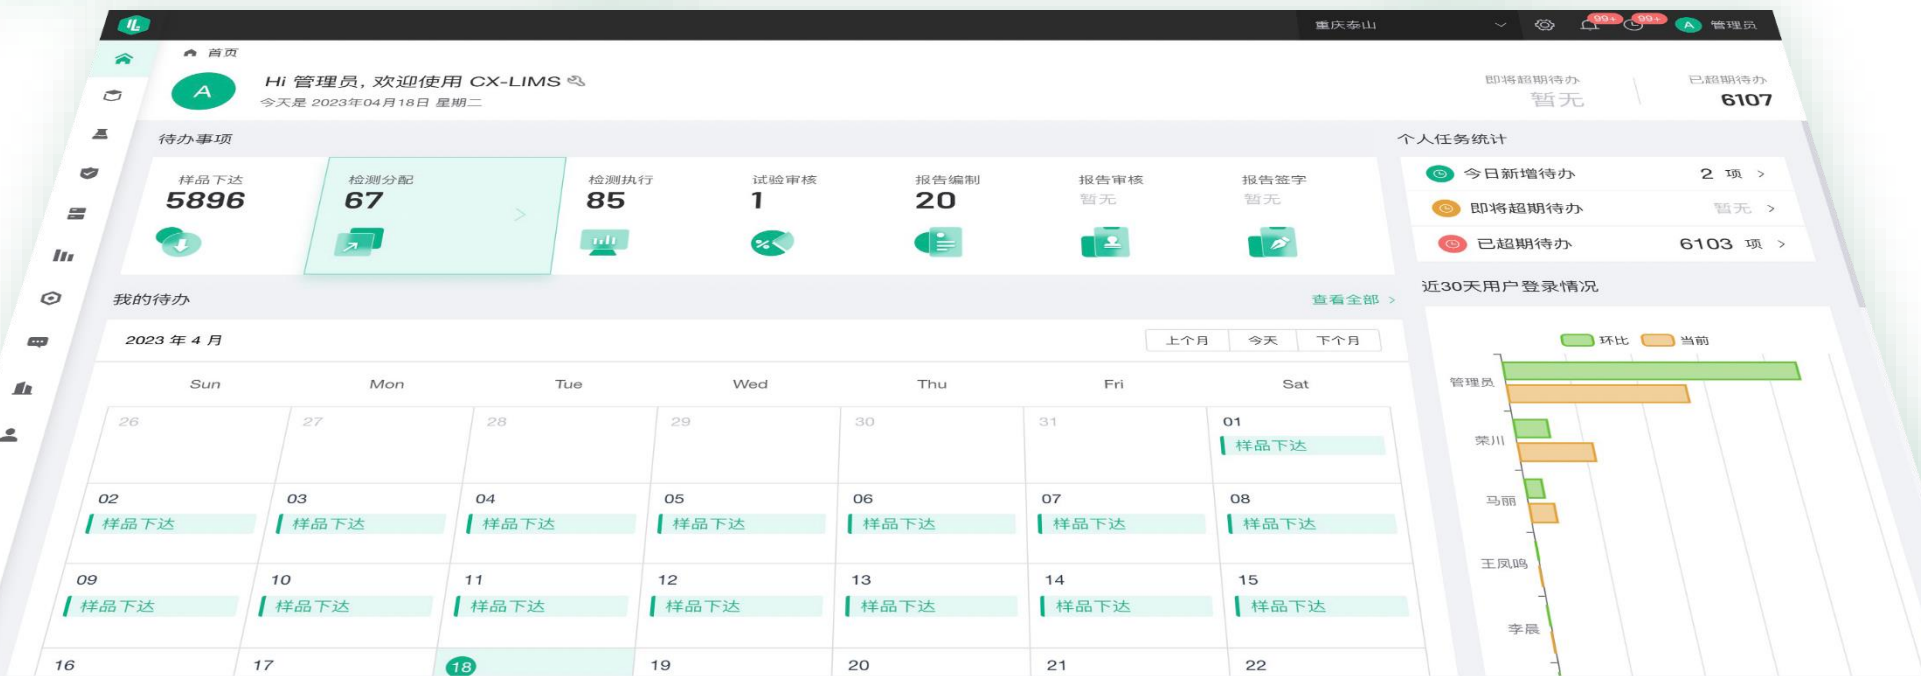 重庆泰山
99+
99+
A
管理员
首页
A
Hi 管理员, 欢迎使用 CX-LIMS
今天是 2023年04月18日 星期二
即将超期待办
暂无
已超期待办
6107
待办事项
样品下达
5896
检测分配
67
检测执行
85
试验审核
1
报告编制
20
报告审核
暂无
报告签字
暂无
个人任务统计
今日新增待办 2 项 >
即将超期待办 暂无 >
已超期待办 6103 项 >
我的待办
查看全部 >
2023 年 4 月
上个月 今天 下个月
Sun Mon Tue Wed Thu Fri Sat
26 27 28 29 30 31 01
样品下达
02 03 04 05 06 07 08
样品下达 样品下达 样品下达 样品下达 样品下达 样品下达 样品下达
09 10 11 12 13 14 15
样品下达 样品下达 样品下达 样品下达 样品下达 样品下达 样品下达
16 17 18 19 20 21 22
近30天用户登录情况
环比 当前
管理员
荣川
马丽
王凤鸣
李晨